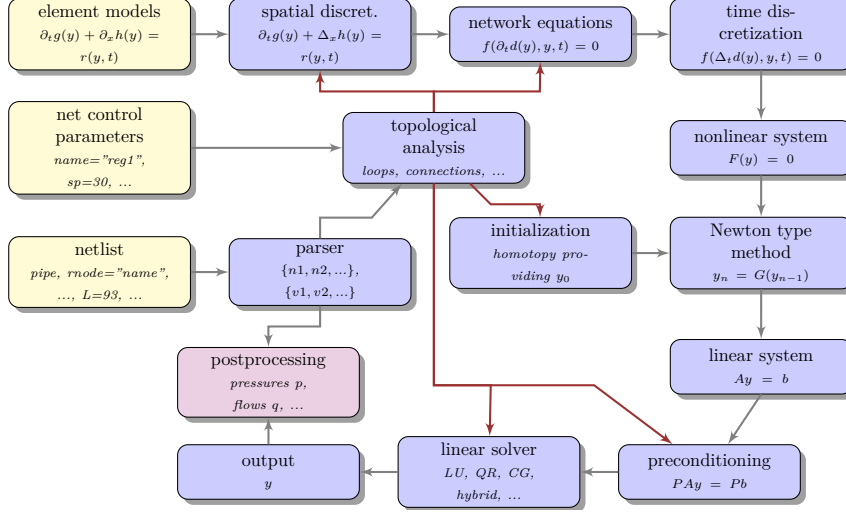 element models
∂ₜg(y) + ∂ₓh(y) =
r(y, t)
spatial discret.
∂ₜg(y) + Δₓh(y) =
r(y, t)
network equations
f(∂ₜd(y), y, t) = 0
time dis-
cretization
f(Δₜd(y), y, t) = 0
net control
parameters
name="reg1",
sp=30, ...
topological
analysis
loops, connections, ...
nonlinear system
F(y) = 0
netlist
pipe, rnode="name",
..., L=93, ...
parser
{n1, n2, ...},
{v1, v2, ...}
initialization
homotopy pro-
viding y₀
Newton type
method
yₙ = G(yₙ₋₁)
postprocessing
pressures p,
flows q, ...
linear system
Ay = b
output
y
linear solver
LU, QR, CG,
hybrid, ...
preconditioning
PAy = Pb